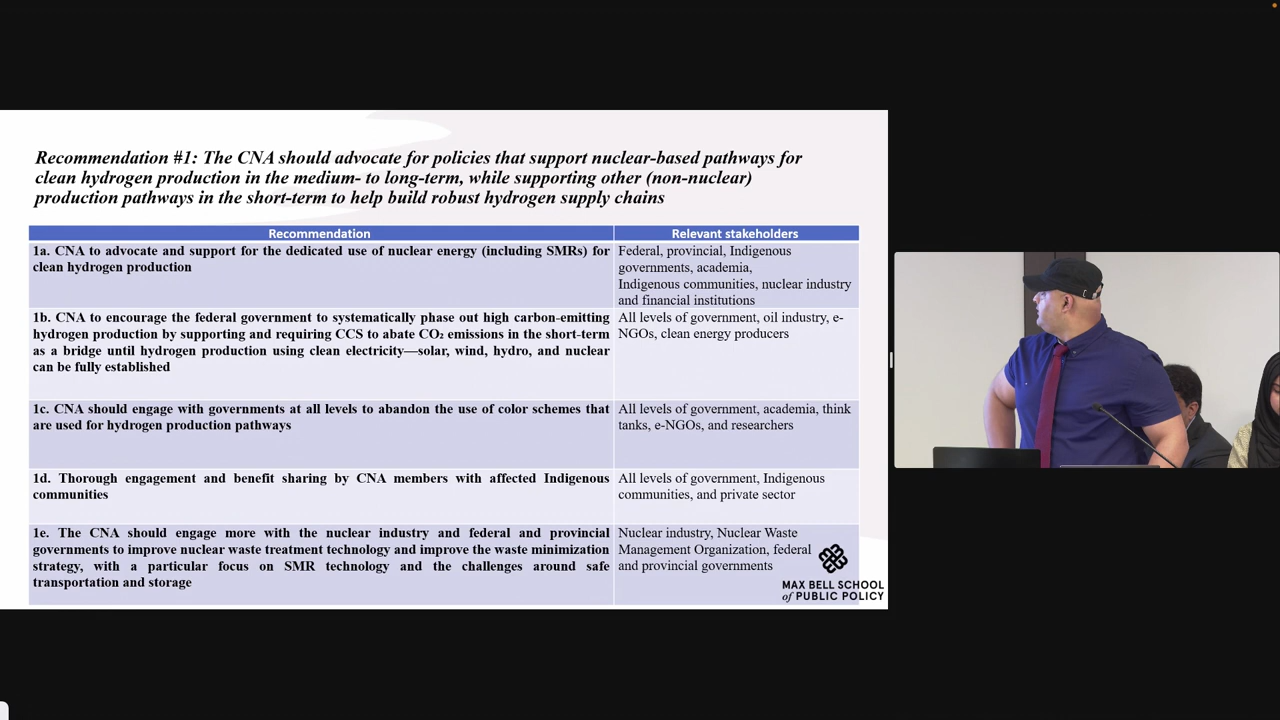 Recommendation #1: The CNA should advocate for policies that support nuclear-based pathways for
clean hydrogen production in the medium- to long-term, while supporting other (non-nuclear)
production pathways in the short-term to help build robust hydrogen supply chains
Recommendation
Relevant stakeholders
1a. CNA to advocate and support for the dedicated use of nuclear energy (including SMRs) for
clean hydrogen production
Federal, provincial, Indigenous
governments, academia,
Indigenous communities, nuclear industry
and financial institutions
1b. CNA to encourage the federal government to systematically phase out high carbon-emitting
hydrogen production by supporting and requiring CCS to abate CO₂ emissions in the short-term
as a bridge until hydrogen production using clean electricity—solar, wind, hydro, and nuclear
can be fully established
All levels of government, oil industry, e-
NGOs, clean energy producers
1c. CNA should engage with governments at all levels to abandon the use of color schemes that
are used for hydrogen production pathways
All levels of government, academia, think
tanks, e-NGOs, and researchers
1d. Thorough engagement and benefit sharing by CNA members with affected Indigenous
communities
All levels of government, Indigenous
communities, and private sector
1e. The CNA should engage more with the nuclear industry and federal and provincial
governments to improve nuclear waste treatment technology and improve the waste minimization
strategy, with a particular focus on SMR technology and the challenges around safe
transportation and storage
Nuclear industry, Nuclear Waste
Management Organization, federal
and provincial governments
MAX BELL SCHOOL
of PUBLIC POLICY